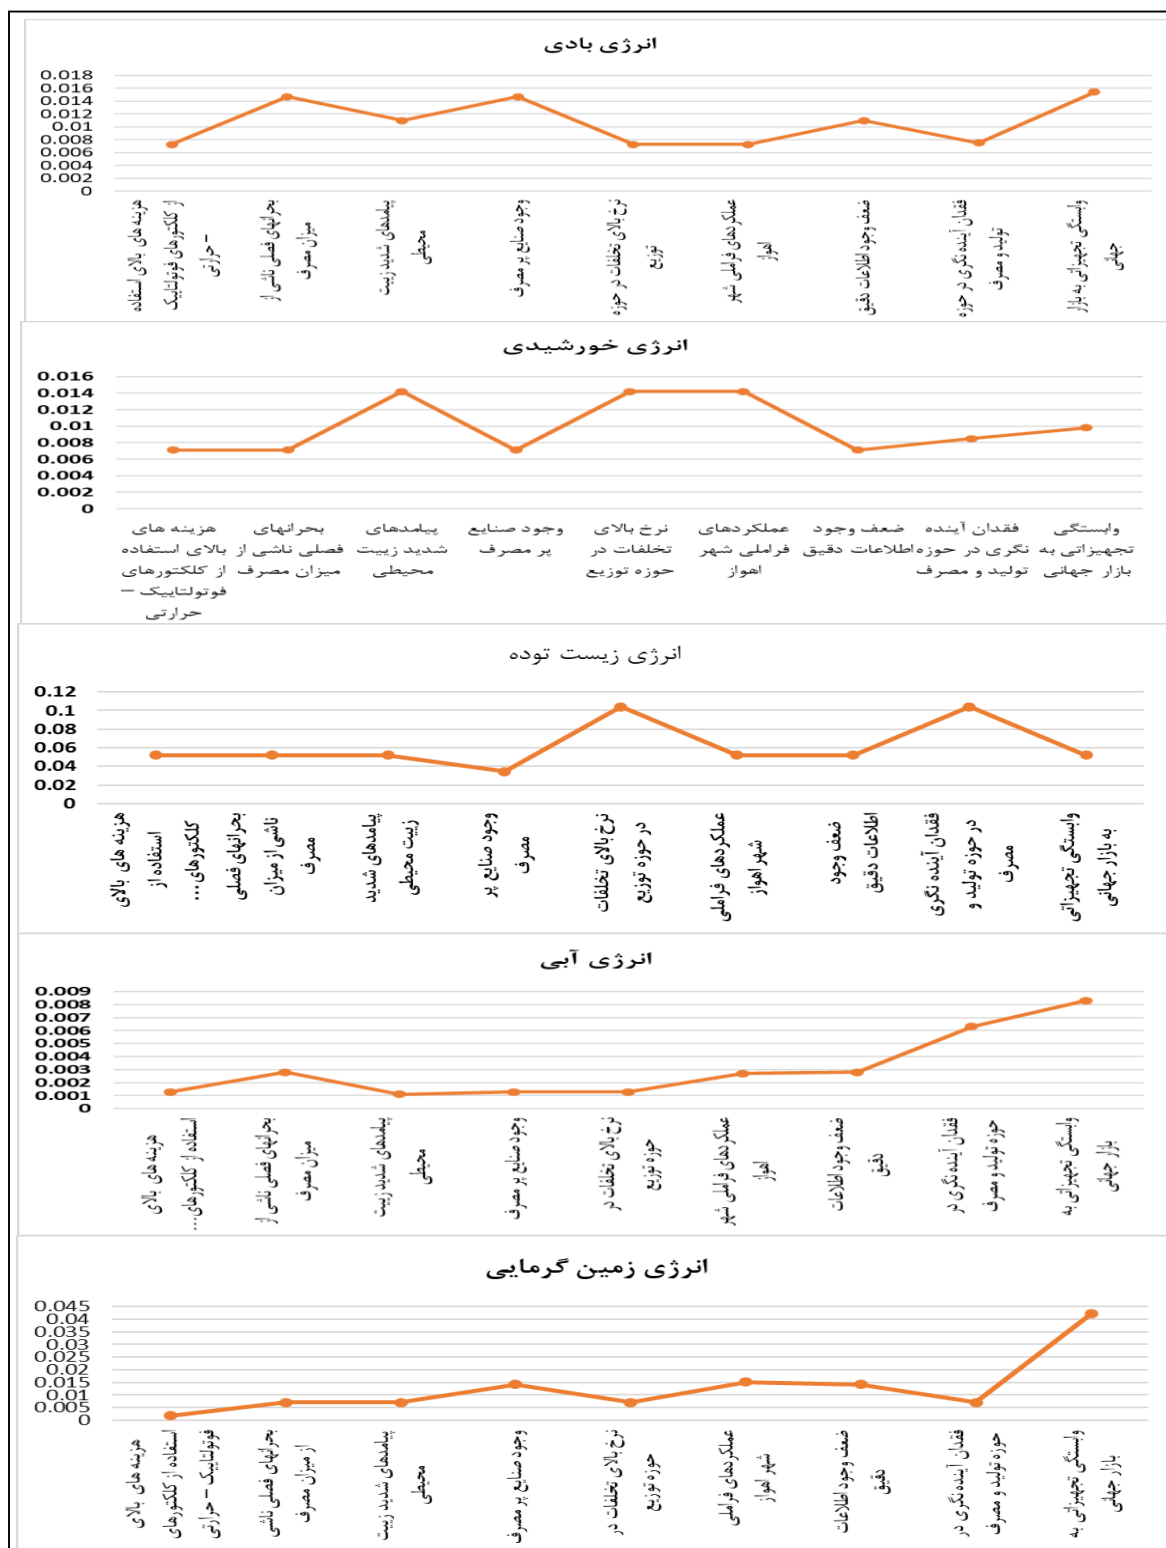 انرژی بادی
0.018
0.016
0.014
0.012
0.01
0.008
0.006
0.004
0.002
0
هزینه های بالای استفاده
از کلکتورهای فوتولتاییک
– حرارتی
بحرانهای فصلی ناشی از
میزان مصرف
پیامدهای شدید زییت
محیطی
وجود صنایع پر مصرف
نرخ بالای تخلفات در حوزه
توزیع
عملکردهای فراملی شهر
اهواز
ضعف وجود اطلاعات دقیق
فقدان آینده نگری در حوزه
تولید و مصرف
وابستگی تجهیزاتی به بازار
جهانی
انرژی خورشیدی
0.016
0.014
0.012
0.01
0.008
0.006
0.004
0.002
0
هزینه های
بالای استفاده
از کلکتورهای
فوتولتاییک –
حرارتی
بحرانهای
فصلی ناشی از
میزان مصرف
پیامدهای
شدید زییت
محیطی
وجود صنایع
پر مصرف
نرخ بالای
تخلفات در
حوزه توزیع
عملکردهای
فراملی شهر
اهواز
ضعف وجود
اطلاعات دقیق
فقدان آینده
نگری در حوزه
تولید و مصرف
وابستگی
تجهیزاتی به
بازار جهانی
انرژی زیست توده
0.12
0.1
0.08
0.06
0.04
0.02
0
هزینه های بالای
استفاده از
کلکتورهای...
بحرانهای فصلی
ناشی از میزان
مصرف
پیامدهای شدید
زییت محیطی
وجود صنایع پر
مصرف
نرخ بالای تخلفات
در حوزه توزیع
عملکردهای فراملی
شهر اهواز
ضعف وجود
اطلاعات دقیق
فقدان آینده نگری
در حوزه تولید و
مصرف
وابستگی تجهیزاتی
به بازار جهانی
انرژی آبی
0.009
0.008
0.007
0.006
0.005
0.004
0.003
0.002
0.001
0
هزینه های بالای
استفاده از کلکتورهای...
بحرانهای فصلی ناشی از
میزان مصرف
پیامدهای شدید زییت
محیطی
وجود صنایع پر مصرف
نرخ بالای تخلفات در
حوزه توزیع
عملکردهای فراملی شهر
اهواز
ضعف وجود اطلاعات
دقیق
فقدان آینده نگری در
حوزه تولید و مصرف
وابستگی تجهیزاتی به
بازار جهانی
انرژی زمین گرمایی
0.045
0.04
0.035
0.03
0.025
0.02
0.015
0.01
0.005
0
هزینه های بالای
استفاده از کلکتورهای
فوتولتاییک – حرارتی
بحرانهای فصلی ناشی
از میزان مصرف
پیامدهای شدید زییت
محیطی
وجود صنایع پر مصرف
نرخ بالای تخلفات در
حوزه توزیع
عملکردهای فراملی
شهر اهواز
ضعف وجود اطلاعات
دقیق
فقدان آینده نگری در
حوزه تولید و مصرف
وابستگی تجهیزاتی به
بازار جهانی